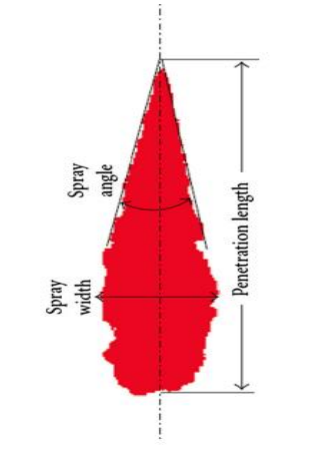 Spray
angle
Spray
width
Penetration length